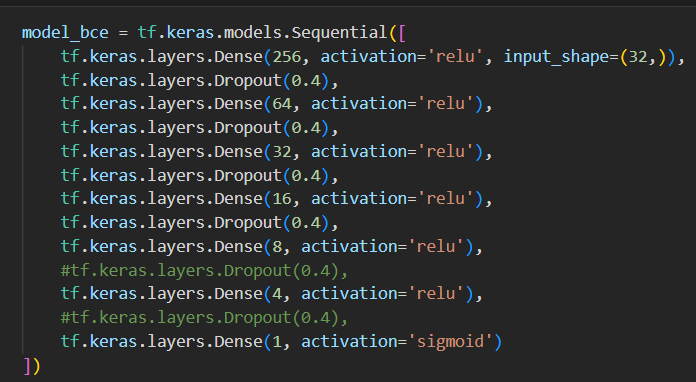 model_bce = tf.keras.models.Sequential([
    tf.keras.layers.Dense(256, activation='relu', input_shape=(32,)),
    tf.keras.layers.Dropout(0.4),
    tf.keras.layers.Dense(64, activation='relu'),
    tf.keras.layers.Dropout(0.4),
    tf.keras.layers.Dense(32, activation='relu'),
    tf.keras.layers.Dropout(0.4),
    tf.keras.layers.Dense(16, activation='relu'),
    tf.keras.layers.Dropout(0.4),
    tf.keras.layers.Dense(8, activation='relu'),
    #tf.keras.layers.Dropout(0.4),
    tf.keras.layers.Dense(4, activation='relu'),
    #tf.keras.layers.Dropout(0.4),
    tf.keras.layers.Dense(1, activation='sigmoid')
])